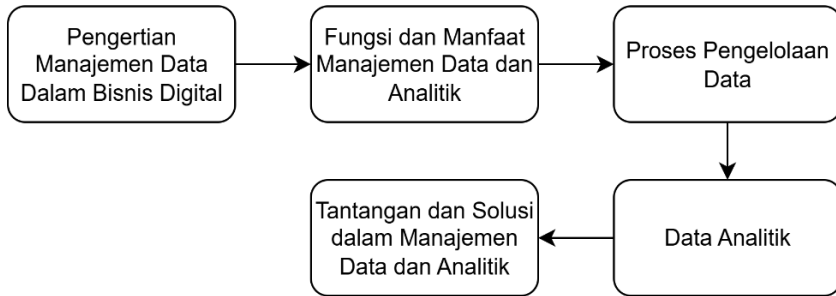 Pengertian
Manajemen Data
Dalam Bisnis Digital
Fungsi dan Manfaat
Manajemen Data dan
Analitik
Proses Pengelolaan
Data
Data Analitik
Tantangan dan Solusi
dalam Manajemen
Data dan Analitik